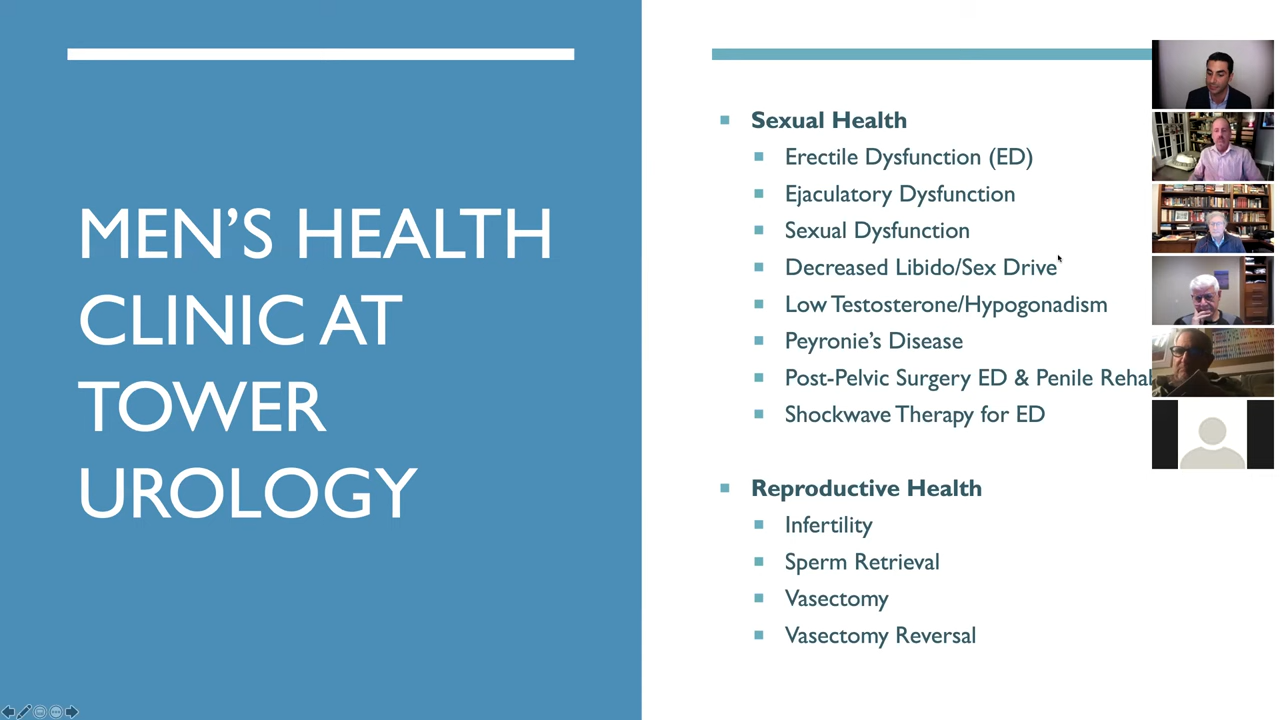 MEN'S HEALTH
CLINIC AT
TOWER
UROLOGY
Sexual Health
Erectile Dysfunction (ED)
Ejaculatory Dysfunction
Sexual Dysfunction
Decreased Libido/Sex Drive
Low Testosterone/Hypogonadism
Peyronie's Disease
Post-Pelvic Surgery ED & Penile
Shockwave Therapy for ED
Reproductive Health
Infertility
Sperm Retrieval
Vasectomy
Vasectomy Reversal